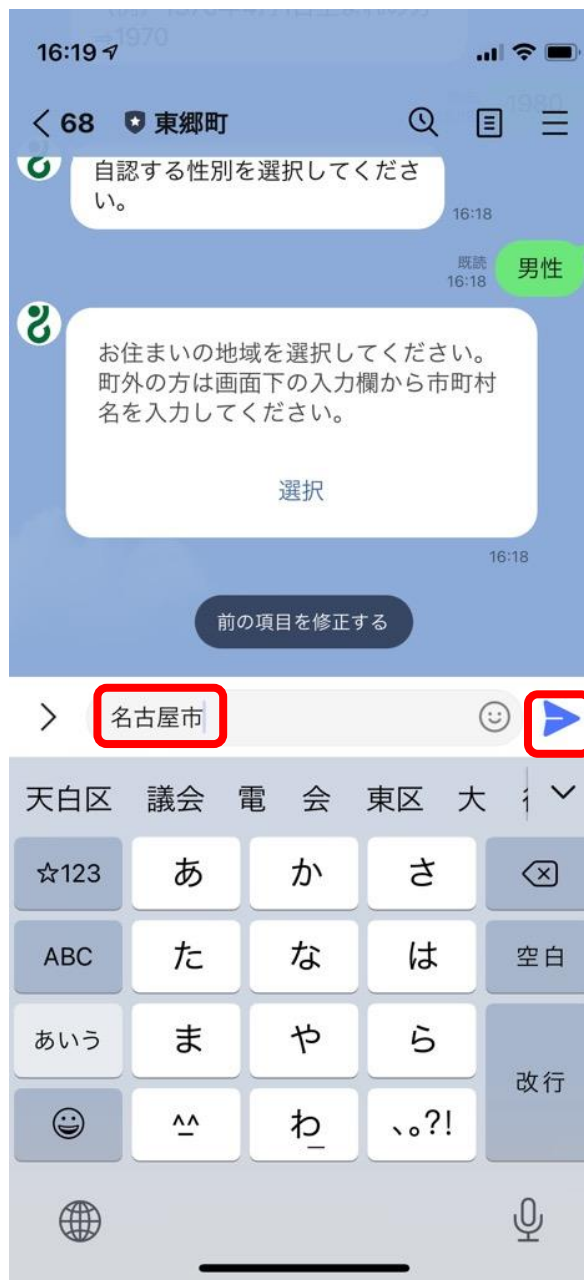 16:19
⇒1970
68 東郷町
1980
自認する性別を選択してくださ
い。
16:18
既読
16:18
男性
お住まいの地域を選択してください。
町外の方は画面下の入力欄から市町村
名を入力してください。
選択
16:18
前の項目を修正する
名古屋市
天白区 議会 電 会 東区 大
☆123 あ か さ
ABC た な は 空白
あいう ま や ら
改行
^^ わ 、。?!